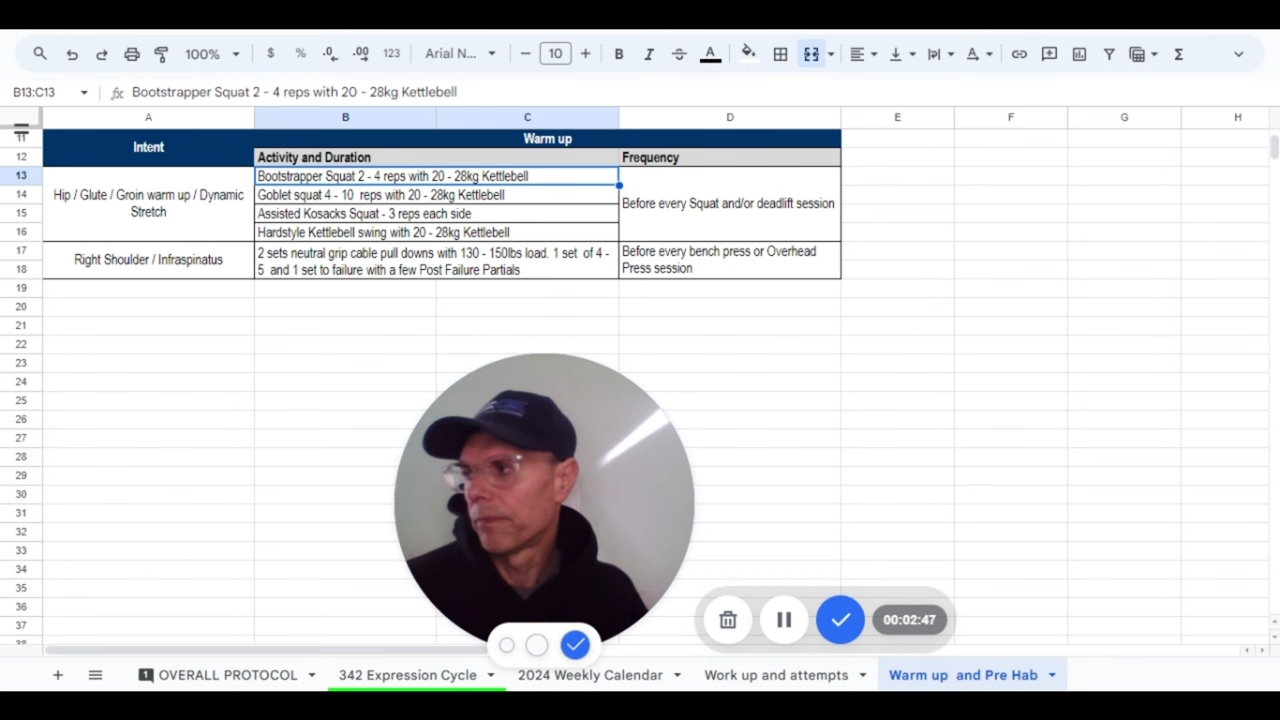 100%
$ % .0 .00 123 Arial N... − 10 + B I A Σ
B13:C13 fx Bootstrapper Squat 2 - 4 reps with 20 - 28kg Kettlebell
A B C D E F G H
11 Intent Warm up
12 Activity and Duration Frequency
13 Bootstrapper Squat 2 - 4 reps with 20 - 28kg Kettlebell
14 Hip / Glute / Groin warm up / Dynamic Goblet squat 4 - 10 reps with 20 - 28kg Kettlebell Before every Squat and/or deadlift session
15 Stretch Assisted Kosacks Squat - 3 reps each side
16 Hardstyle Kettlebell swing with 20 - 28kg Kettlebell
17 Right Shoulder / Infraspinatus 2 sets neutral grip cable pull downs with 130 - 150lbs load. 1 set of 4 - Before every bench press or Overhead
18 5 and 1 set to failure with a few Post Failure Partials Press session
19
20
21
22
23
24
25
26
27
28
29
30
31
32
33
34
35
36
37
00:02:47
+ 1 OVERALL PROTOCOL 342 Expression Cycle 2024 Weekly Calendar Work up and attempts Warm up and Pre Hab